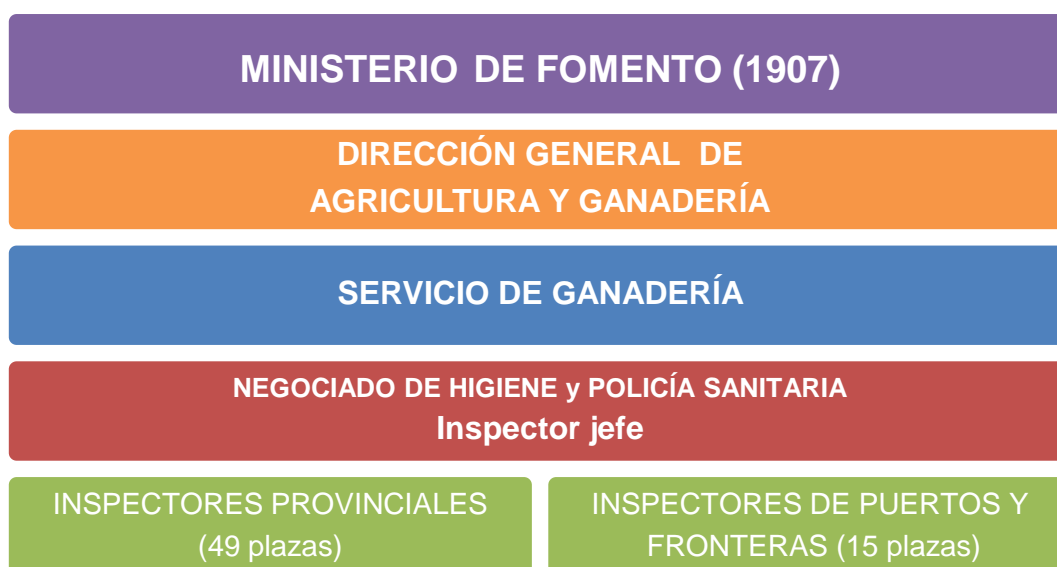 MINISTERIO DE FOMENTO (1907)
DIRECCIÓN GENERAL DE
AGRICULTURA Y GANADERÍA
SERVICIO DE GANADERÍA
NEGOCIADO DE HIGIENE y POLICÍA SANITARIA
Inspector jefe
INSPECTORES PROVINCIALES
(49 plazas)
INSPECTORES DE PUERTOS Y
FRONTERAS (15 plazas)